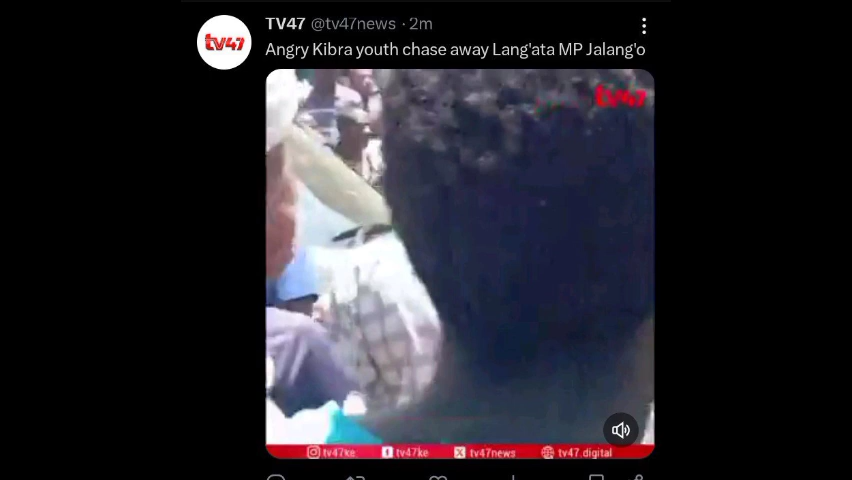 tv47
TV47 @tv47news · 2m
Angry Kibra youth chase away Lang'ata MP Jalang'o
tv47
tv47ke tv47ke tv47news tv47.digital